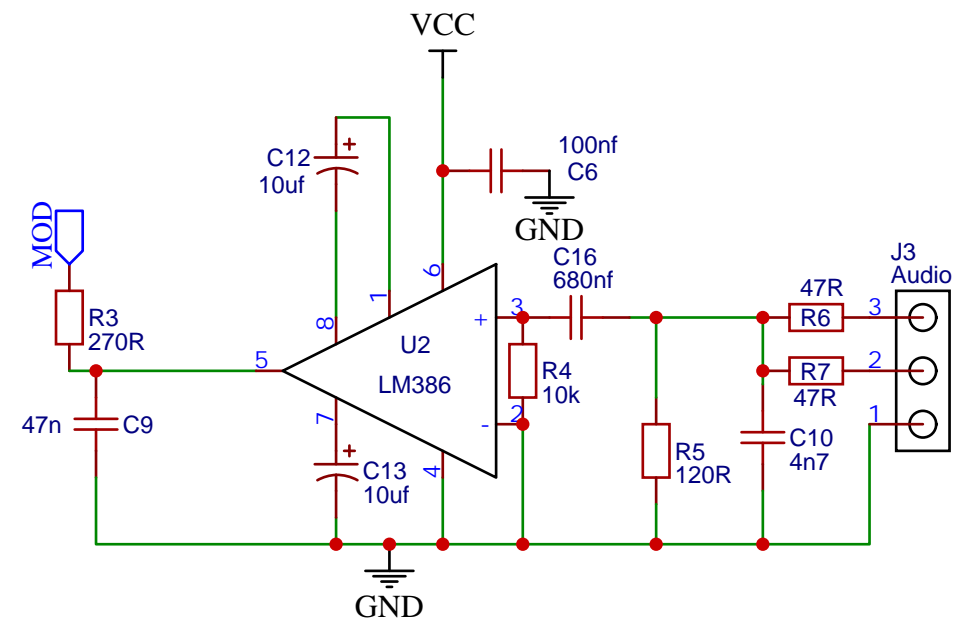 VCC
100nf
C6
C12
10uf
GND
MOD
C16
680nf
J3
Audio
6
1
8
+
3
47R
R6
3
R3
270R
U2
LM386
5
R4
10k
R7
2
47R
47n
C9
7
-
2
1
C10
4n7
R5
120R
C13
10uf
4
GND